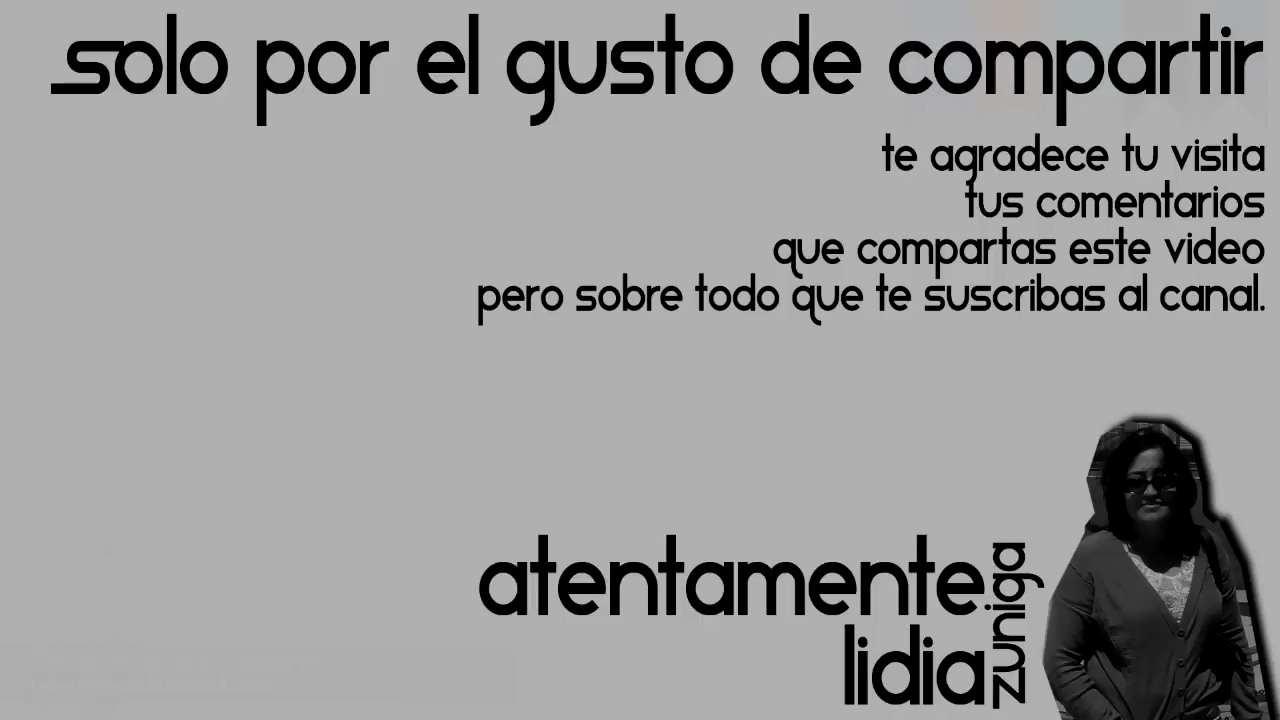 solo por el gusto de compartir
te agradece tu visita
tus comentarios
que compartas este video
pero sobre todo que te suscribas al canal.
atentamente
lidia
zuniga